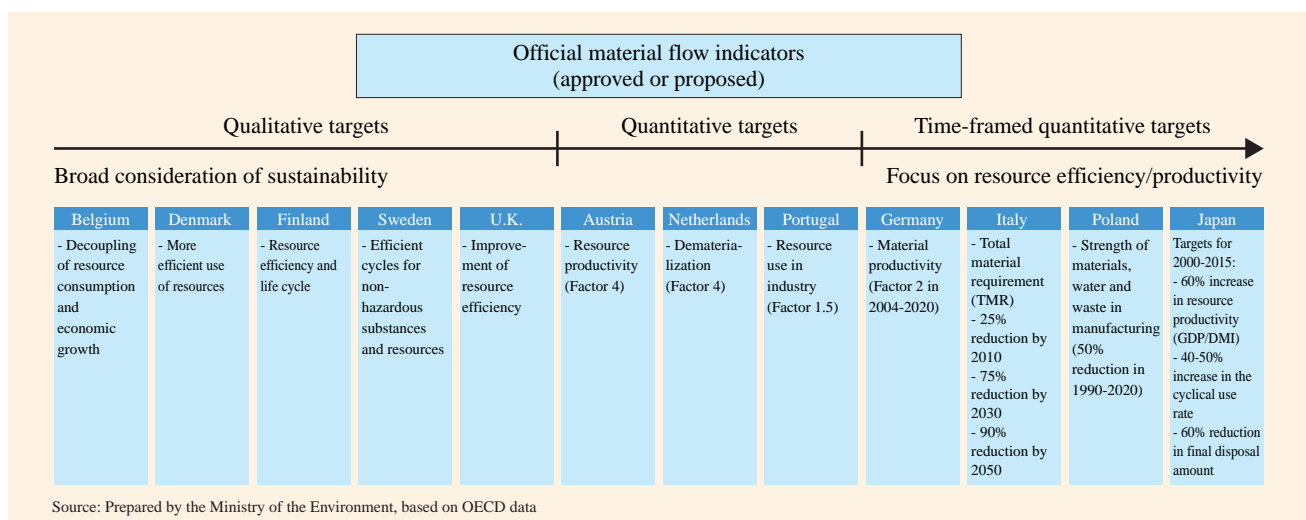 Official material flow indicators
(approved or proposed)
Qualitative targets
Quantitative targets
Time-framed quantitative targets
Broad consideration of sustainability
Focus on resource efficiency/productivity
Belgium
- Decoupling
of resource
consumption
and
economic
growth
Denmark
- More
efficient use
of resources
Finland
- Resource
efficiency and
life cycle
Sweden
- Efficient
cycles for
non-
hazardous
substances
and resources
U.K.
- Improve-
ment of
resource
efficiency
Austria
- Resource
productivity
(Factor 4)
Netherlands
- Demateria-
lization
(Factor 4)
Portugal
- Resource
use in
industry
(Factor 1.5)
Germany
- Material
productivity
(Factor 2 in
2004-2020)
Italy
- Total
material
requirement
(TMR)
- 25%
reduction by
2010
- 75%
reduction by
2030
- 90%
reduction by
2050
Poland
- Strength of
materials,
water and
waste in
manufacturing
(50%
reduction in
1990-2020)
Japan
Targets for
2000-2015:
- 60% increase
in resource
productivity
(GDP/DMI)
- 40-50%
increase in the
cyclical use
rate
- 60% reduction
in final disposal
amount
Source: Prepared by the Ministry of the Environment, based on OECD data